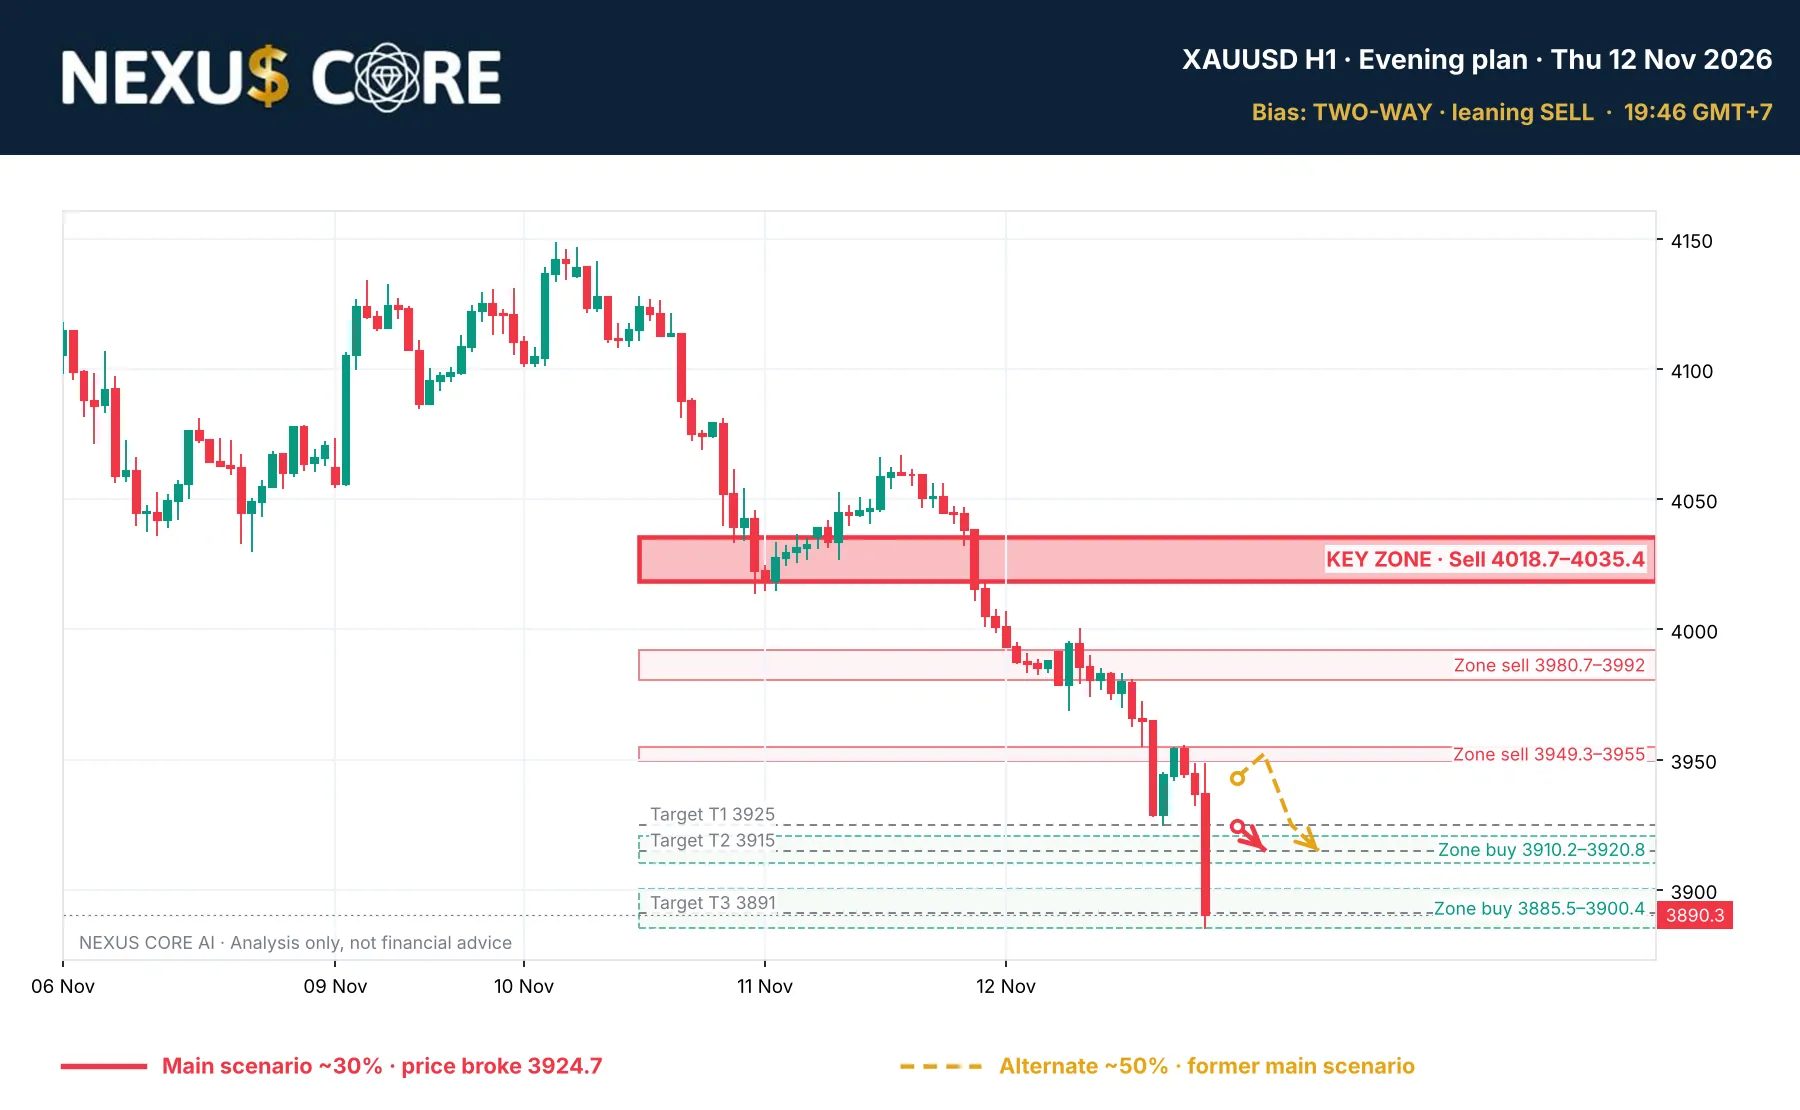 NEXU$ CORE
XAUUSD H1 · Evening plan · Thu 12 Nov 2026
Bias: TWO-WAY · leaning SELL · 19:46 GMT+7
4150
4100
4050
KEY ZONE · Sell 4018.7–4035.4
4000
Zone sell 3980.7–3992
Zone sell 3949.3–3955
3950
Target T1 3925
Target T2 3915
Zone buy 3910.2–3920.8
3900
Target T3 3891
Zone buy 3885.5–3900.4
3890.3
NEXUS CORE AI · Analysis only, not financial advice
06 Nov
09 Nov
10 Nov
11 Nov
12 Nov
Main scenario ~30% · price broke 3924.7
Alternate ~50% · former main scenario